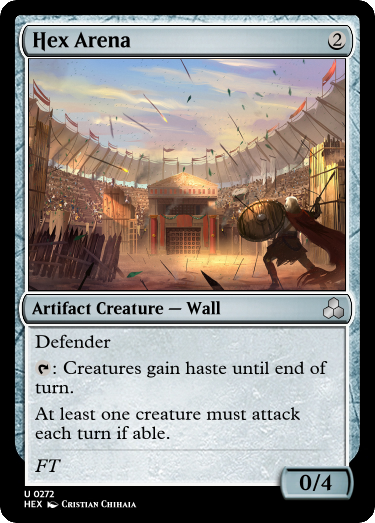 Hex Arena 2
Artifact Creature — Wall
Defender
: Creatures gain haste until end of
turn.
At least one creature must attack
each turn if able.
FT
0/4
U 0272
HEX Cristian Chihaia